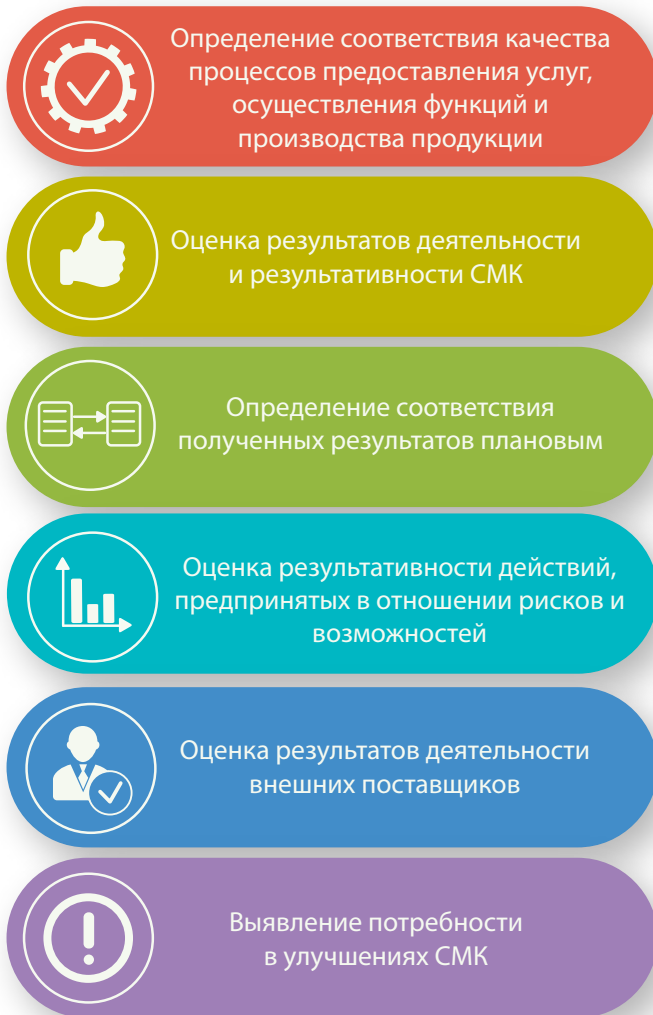 Определение соответствия качества
процессов предоставления услуг,
осуществления функций и
производства продукции
Оценка результатов деятельности
и результативности СМК
Определение соответствия
полученных результатов плановым
Оценка результативности действий,
предпринятых в отношении рисков и
возможностей
Оценка результатов деятельности
внешних поставщиков
Выявление потребности
в улучшениях СМК